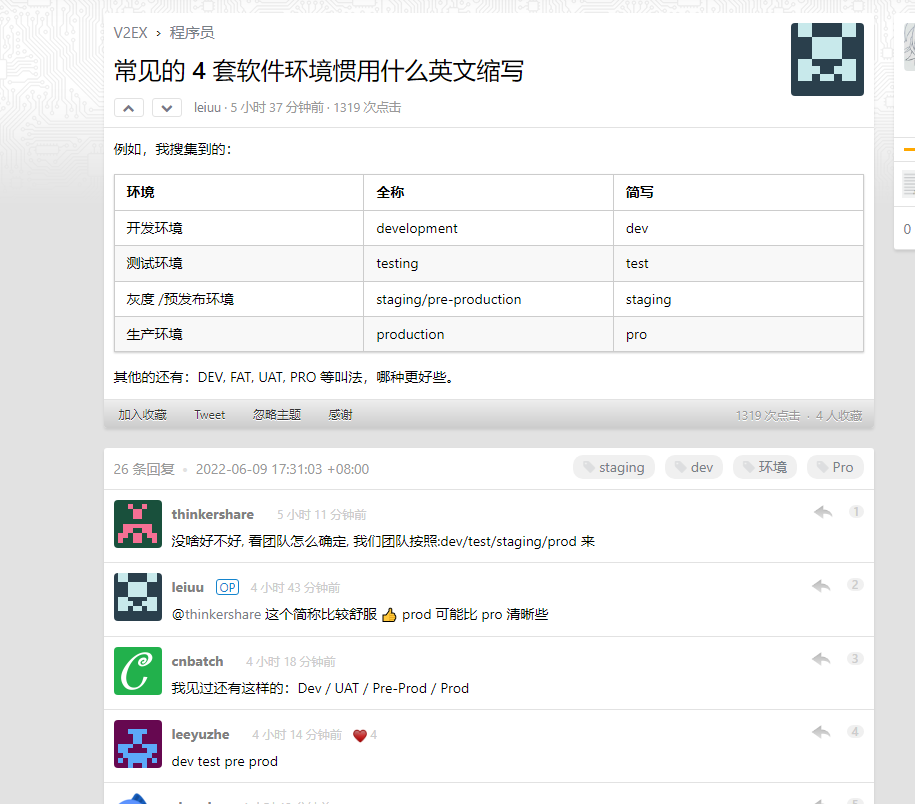 V2EX › 程序员
常见的 4 套软件环境惯用什么英文缩写
leiuu · 5 小时 37 分钟前 · 1319 次点击
例如，我搜集到的：
环境 全称 简写
开发环境 development dev
测试环境 testing test
灰度 /预发布环境 staging/pre-production staging
生产环境 production pro
其他的还有：DEV, FAT, UAT, PRO 等叫法，哪种更好些。
加入收藏 Tweet 忽略主题 感谢 1319 次点击 · 4 人收藏
0
26 条回复 • 2022-06-09 17:31:03 +08:00 staging dev 环境 Pro
thinkershare 5 小时 11 分钟前 1
没啥好不好, 看团队怎么确定, 我们团队按照:dev/test/staging/prod 来
leiuu OP 4 小时 43 分钟前 2
@thinkershare 这个简称比较舒服 👍 prod 可能比 pro 清晰些
cnbatch 4 小时 18 分钟前 3
我见过还有这样的：Dev / UAT / Pre-Prod / Prod
leeyuzhe 4 小时 14 分钟前 ❤️ 4 4
dev test pre prod